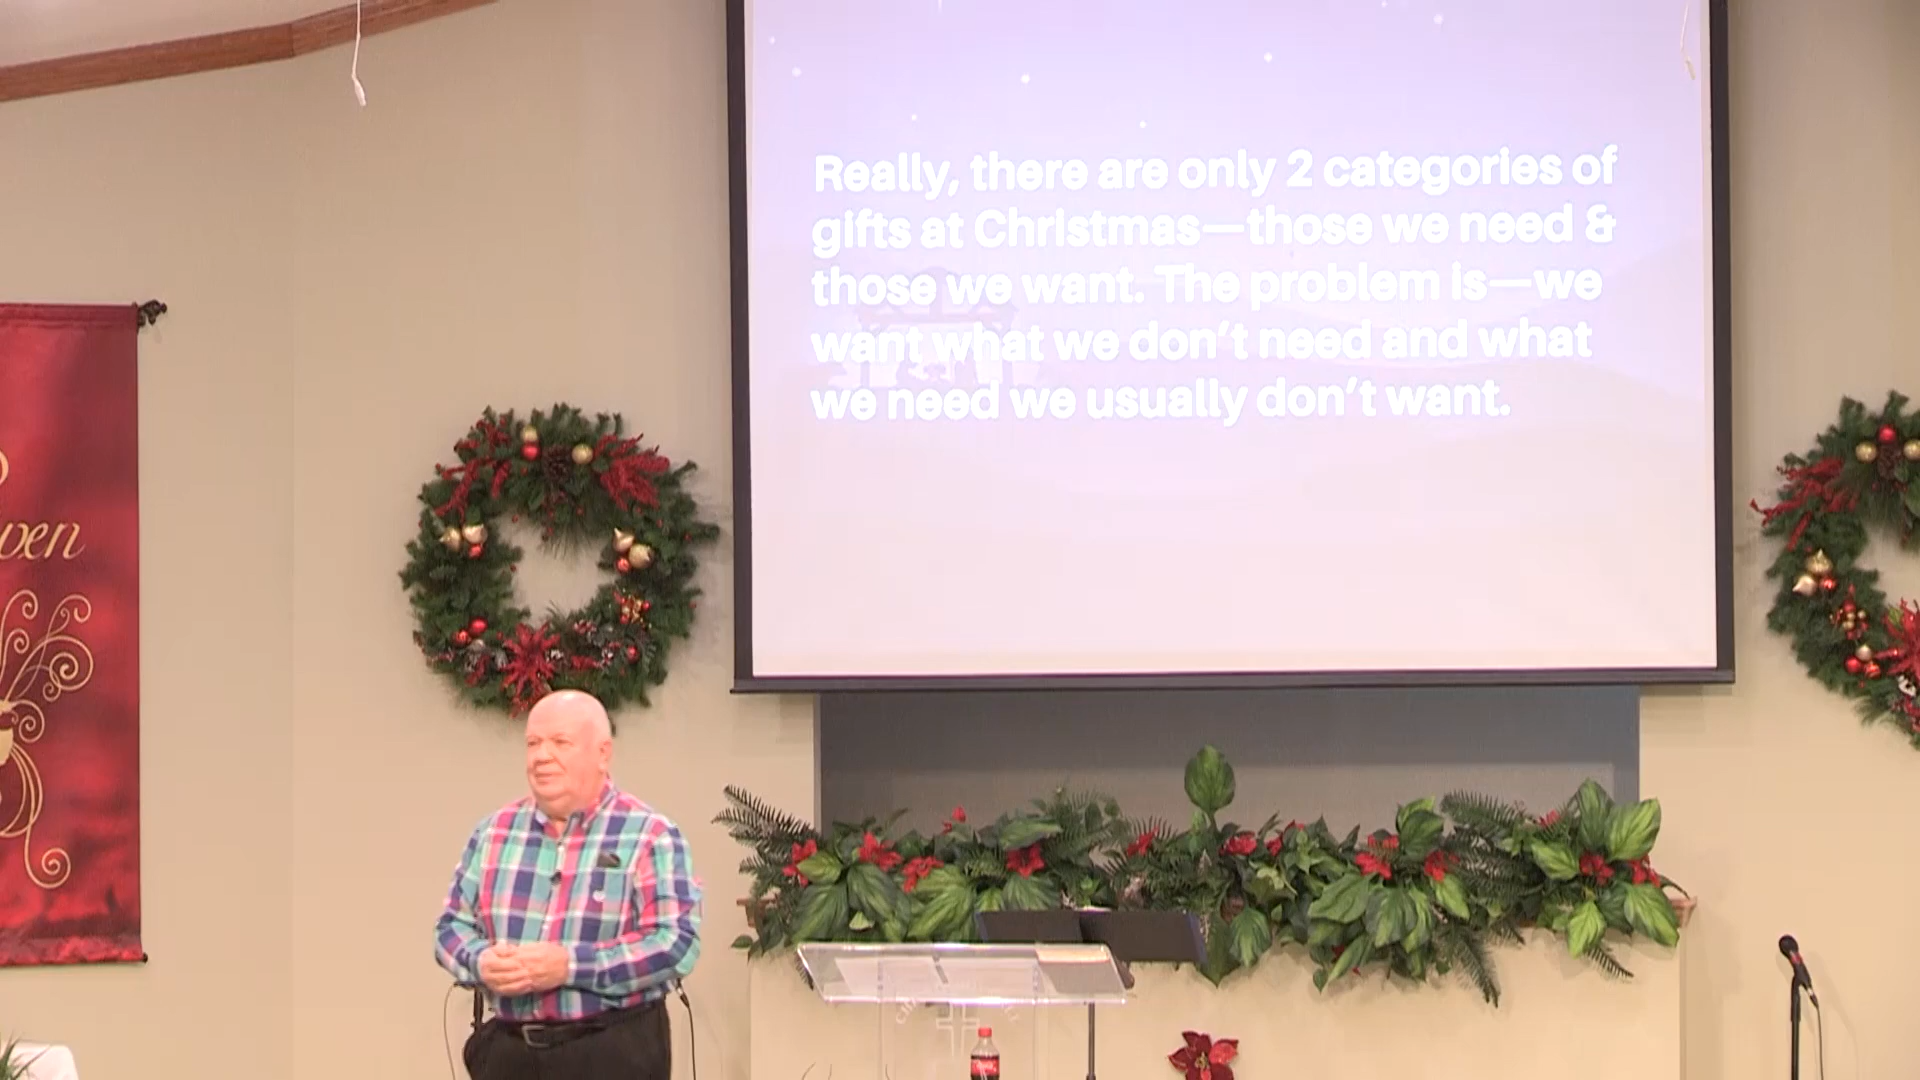 Really, there are only 2 categories of
gifts at Christmas—those we need &
those we want. The problem is—we
want what we don't need and what
we need we usually don't want.